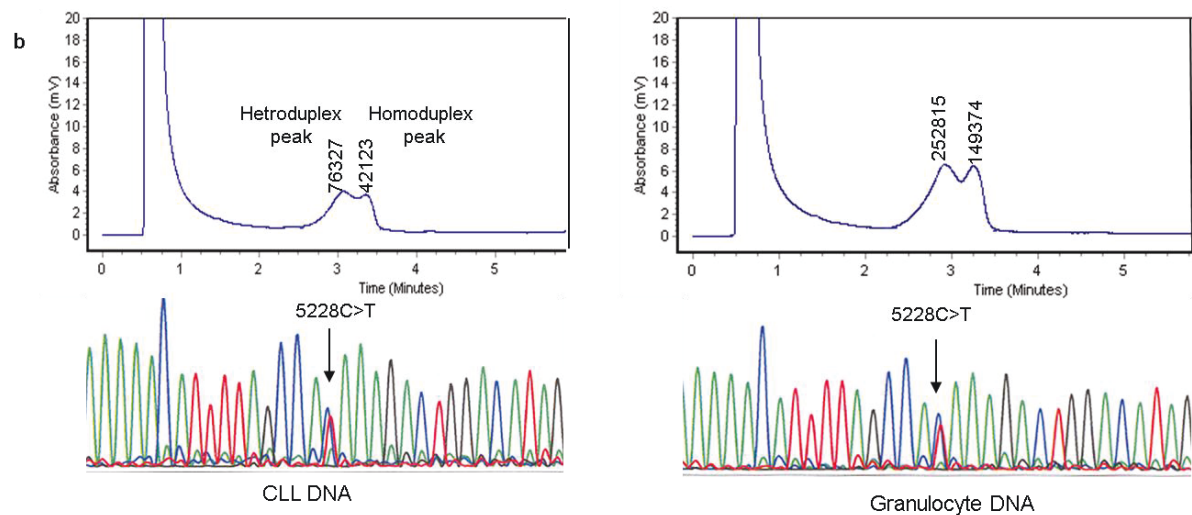 b
20
18
16
14
12
10
8
6
4
2
0
Absorbance (mV)
Hetroduplex
peak
Homoduplex
peak
76327
42123
0 1 2 3 4 5
Time (Minutes)
20
18
16
14
12
10
8
6
4
2
0
Absorbance (mV)
252815
149374
0 1 2 3 4 5
Time (Minutes)
5228C>T
CLL DNA
5228C>T
Granulocyte DNA